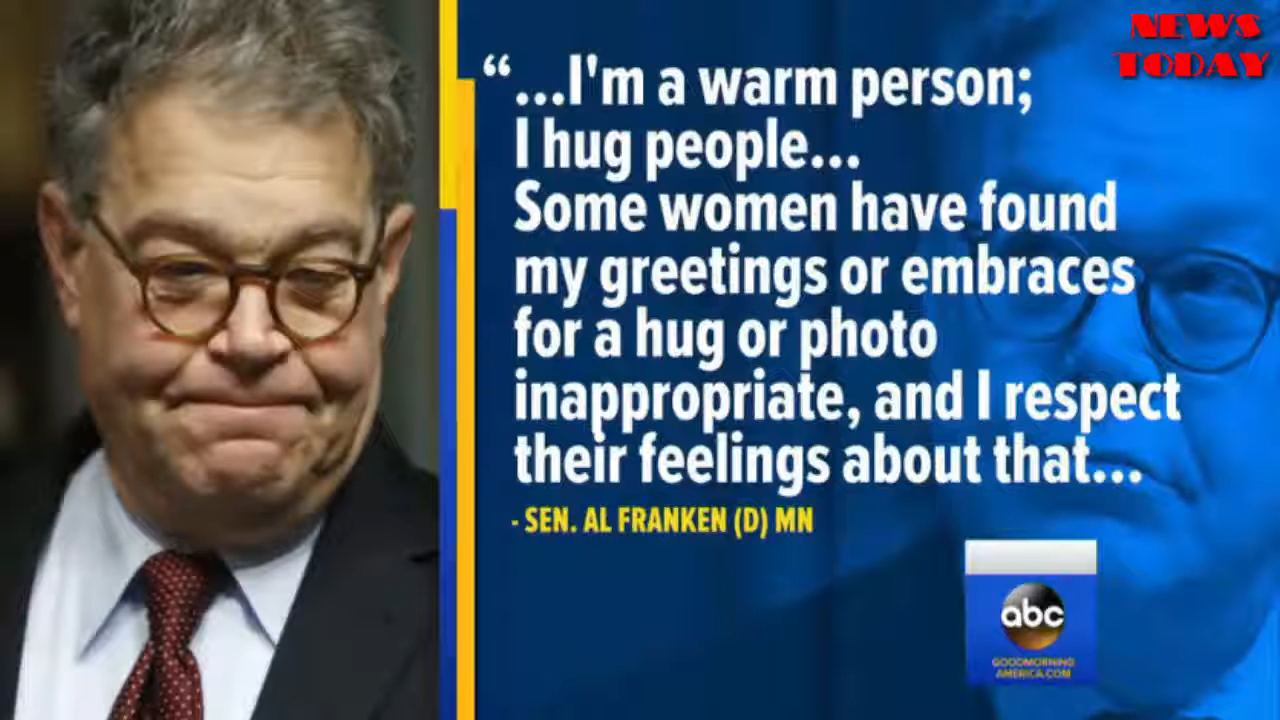 NEWS
TODAY
“...I'm a warm person;
I hug people...
Some women have found
my greetings or embraces
for a hug or photo
inappropriate, and I respect
their feelings about that...
- SEN. AL FRANKEN (D) MN
abc
GOODMORNING
AMERICA.COM